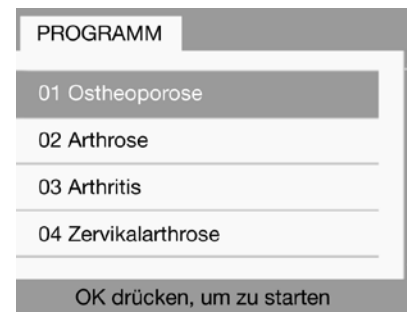 PROGRAMM
01 Ostheoporose
02 Arthrose
03 Arthritis
04 Zervikalarthrose
OK drücken, um zu starten